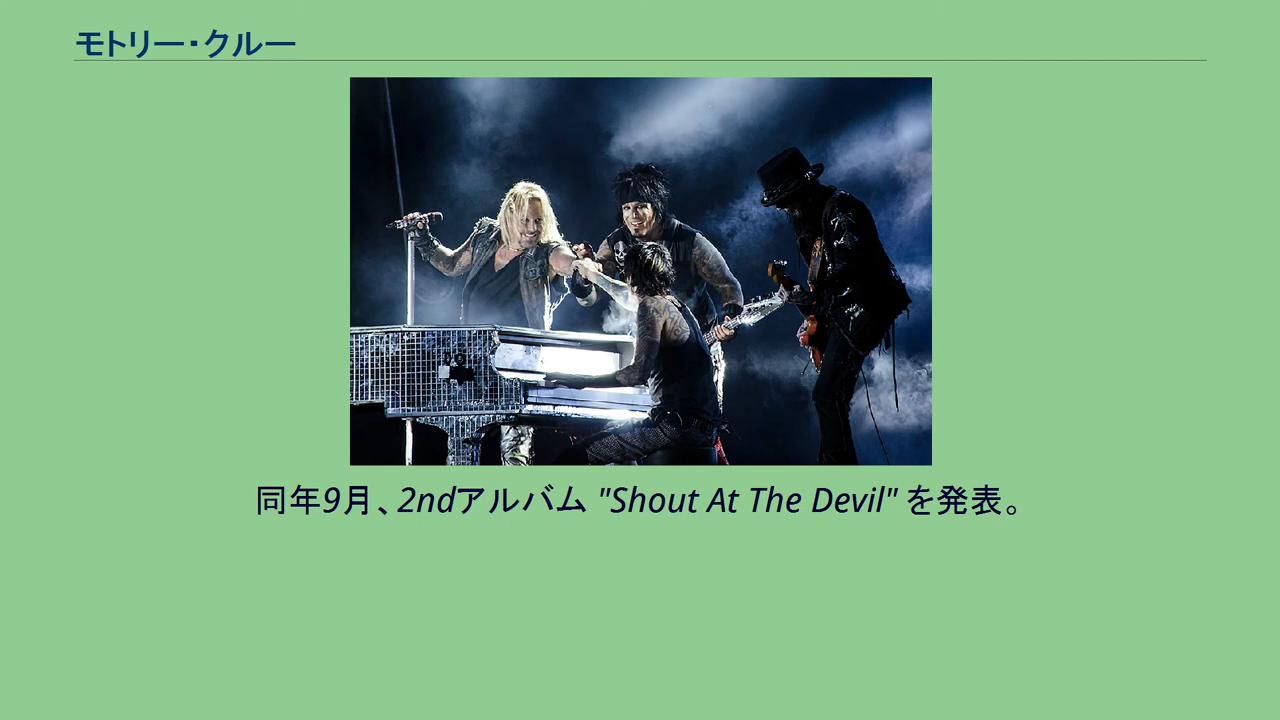 モトリー・クルー
同年9月、2ndアルバム "Shout At The Devil" を発表。